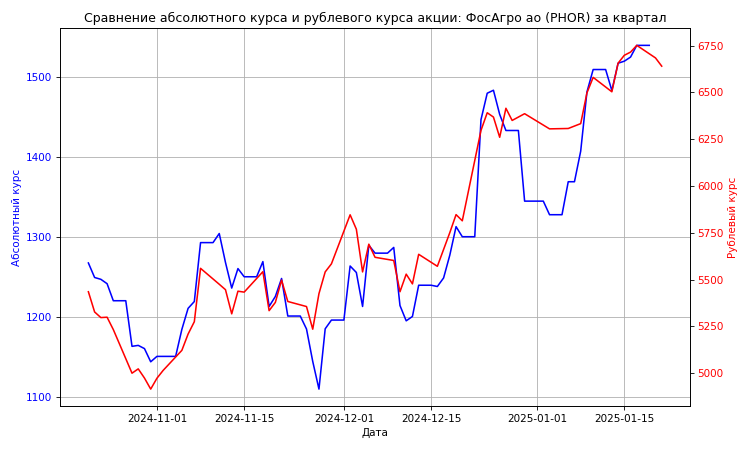 Сравнение абсолютного курса и рублевого курса акции: ФосАгро ао (PHOR) за квартал
Абсолютный курс
1500
1400
1300
1200
1100
6750
6500
6250
6000
5750
5500
5250
5000
Рублевый курс
2024-11-01 2024-11-15 2024-12-01 2024-12-15 2025-01-01 2025-01-15
Дата